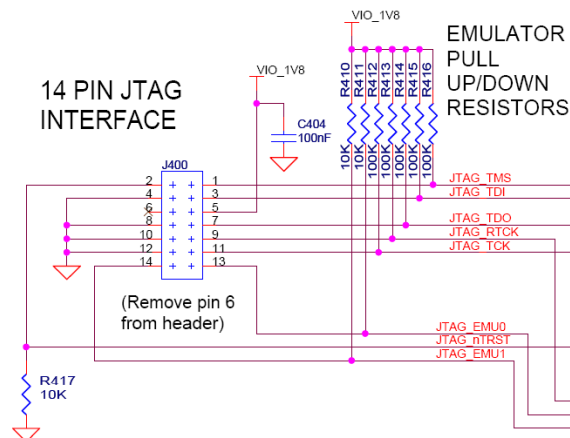 VIO_1V8
EMULATOR
PULL
UP/DOWN
RESISTORS
VIO_1V8
14 PIN JTAG
INTERFACE
R410
R411
R412
R413
R414
R415
R416
C404
100nF
10K
10K
100K
100K
100K
100K
100K
J400
2
1
JTAG_TMS
4
3
JTAG_TDI
6
5
8
7
JTAG_TDO
10
9
JTAG_RTCK
12
11
JTAG_TCK
14
13
(Remove pin 6
from header)
JTAG_EMU0
JTAG_nTRST
JTAG_EMU1
R417
10K